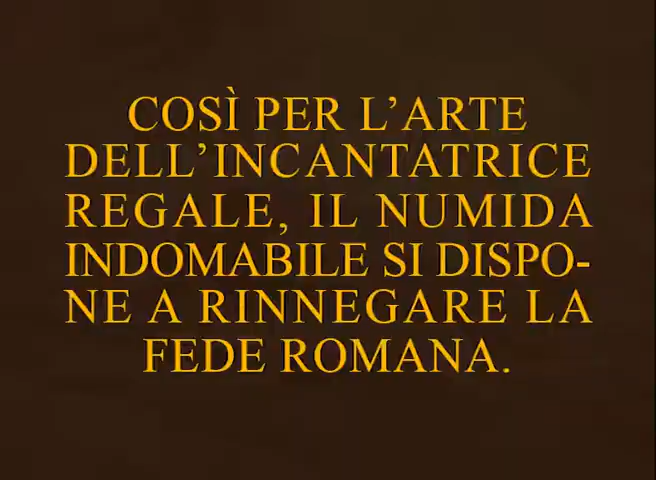 COSÌ PER L’ARTE
DELL’INCANTATRICE
REGALE, IL NUMIDA
INDOMABILE SI DISPO-
NE A RINNEGARE LA
FEDE ROMANA.